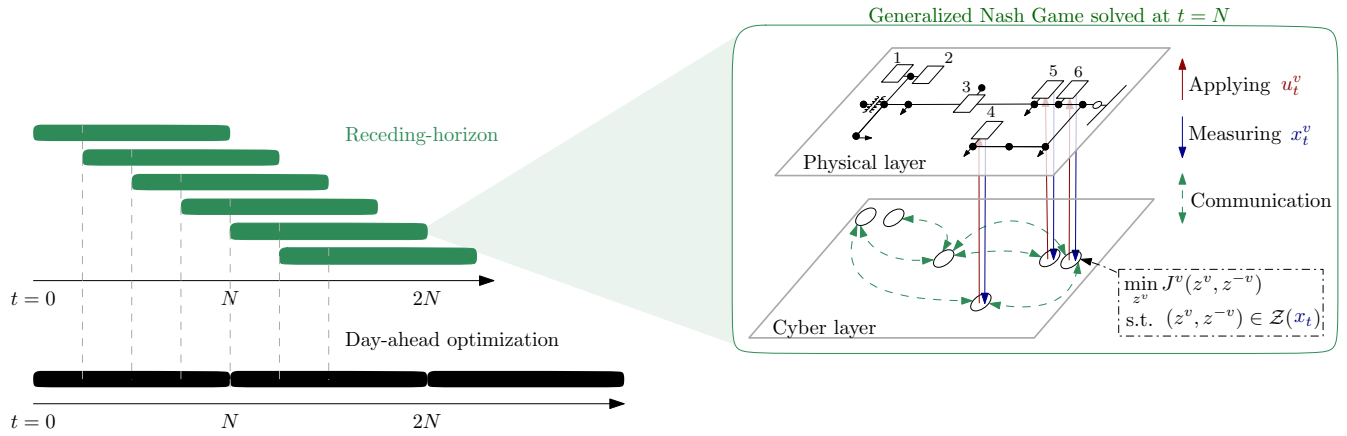 Receding-horizon
t = 0
N
2N
Day-ahead optimization
t = 0
N
2N
Generalized Nash Game solved at t = N
1
2
3
4
5
6
Physical layer
Cyber layer
Applying u_t^v
Measuring x_t^v
Communication
min_{z^v} J^v(z^v, z^{-v})
s.t. (z^v, z^{-v}) ∈ 𝒵(x_t)